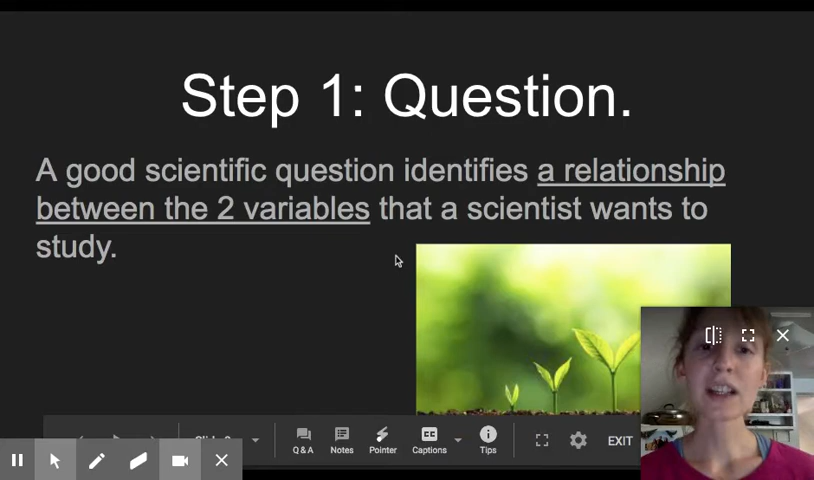 Step 1: Question.
A good scientific question identifies a relationship
between the 2 variables that a scientist wants to
study.
Q & A Notes Pointer Captions Tips EXIT